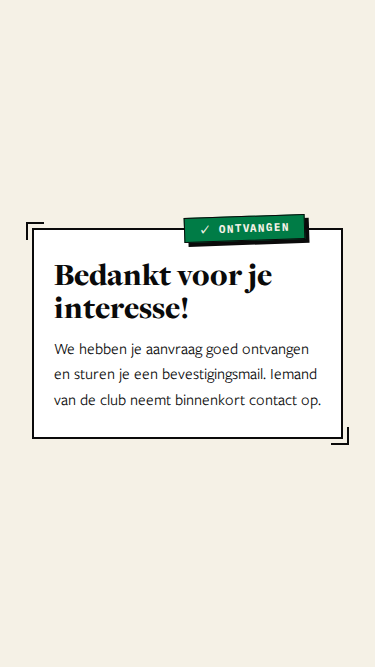 ✓ ONTVANGEN
Bedankt voor je
interesse!
We hebben je aanvraag goed ontvangen
en sturen je een bevestigingsmail. Iemand
van de club neemt binnenkort contact op.